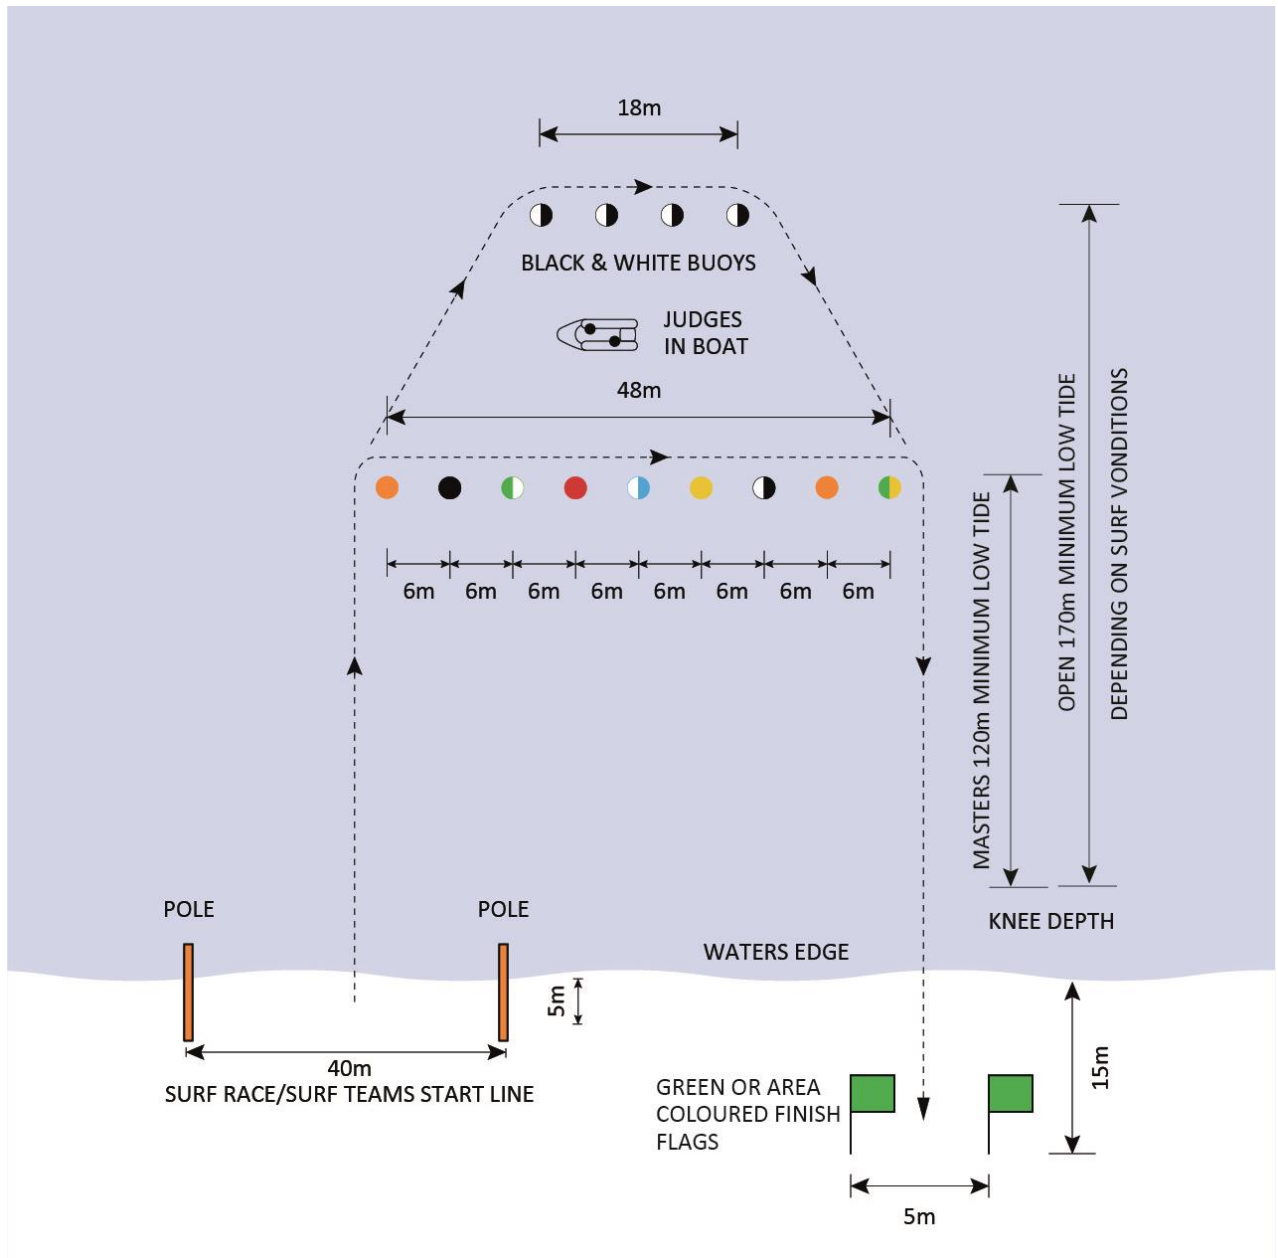 18m
BLACK & WHITE BUOYS
JUDGES
IN BOAT
48m
6m 6m 6m 6m 6m 6m 6m 6m
MASTERS 120m MINIMUM LOW TIDE
OPEN 170m MINIMUM LOW TIDE
DEPENDING ON SURF VONDITIONS
POLE
POLE
KNEE DEPTH
WATERS EDGE
5m
40m
SURF RACE/SURF TEAMS START LINE
15m
GREEN OR AREA
COLOURED FINISH
FLAGS
5m